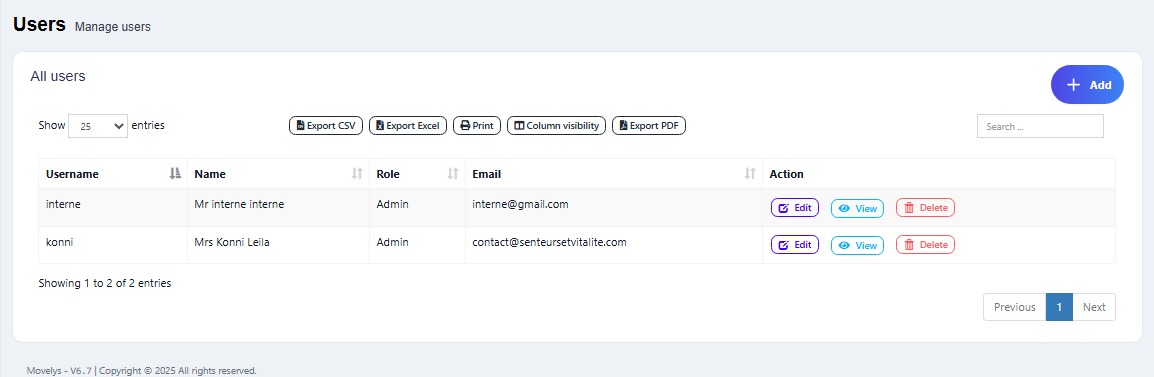 Users Manage users
All users
Add
Show 25 entries Export CSV Export Excel Print Column visibility Export PDF Search ...
Username Name Role Email Action
interne Mr interne interne Admin interne@gmail.com Edit View Delete
konni Mrs Konni Leila Admin contact@senteursetvitalite.com Edit View Delete
Showing 1 to 2 of 2 entries
Previous 1 Next
Movelys - V6.7 | Copyright © 2025 All rights reserved.